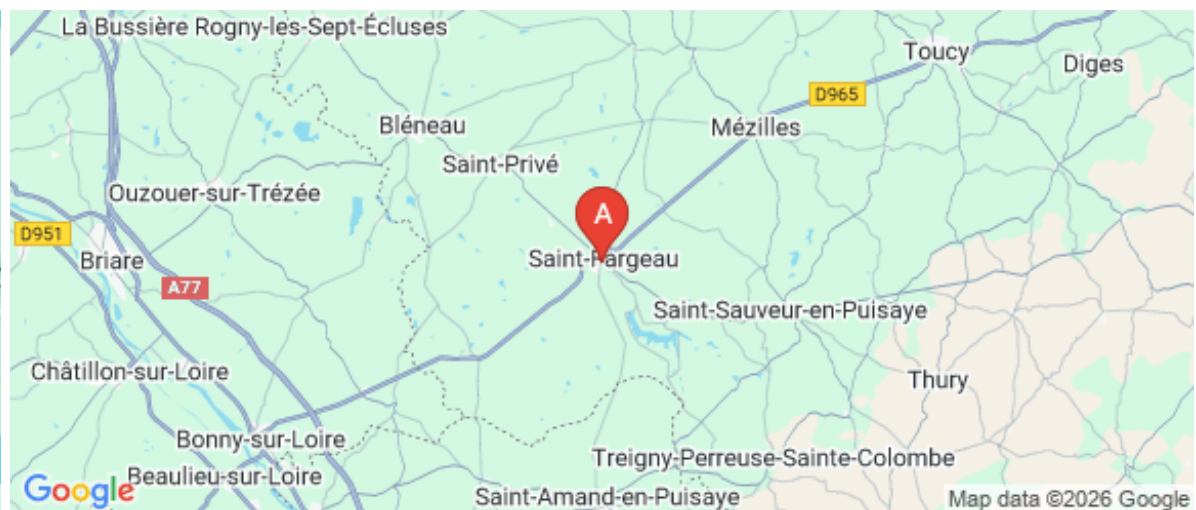 La Bussière Rogny-les-Sept-Écluses
Toucy
Diges
D965
Bléneau
Mézilles
Saint-Privé
Ouzouer-sur-Trézée
A
D951
Briare
Saint-Fargeau
A77
Saint-Sauveur-en-Puisaye
Châtillon-sur-Loire
Thury
Bonny-sur-Loire
Treigny-Perreuse-Sainte-Colombe
Beaulieu-sur-Loire
Google
Saint-Amand-en-Puisaye
Map data ©2026 Google